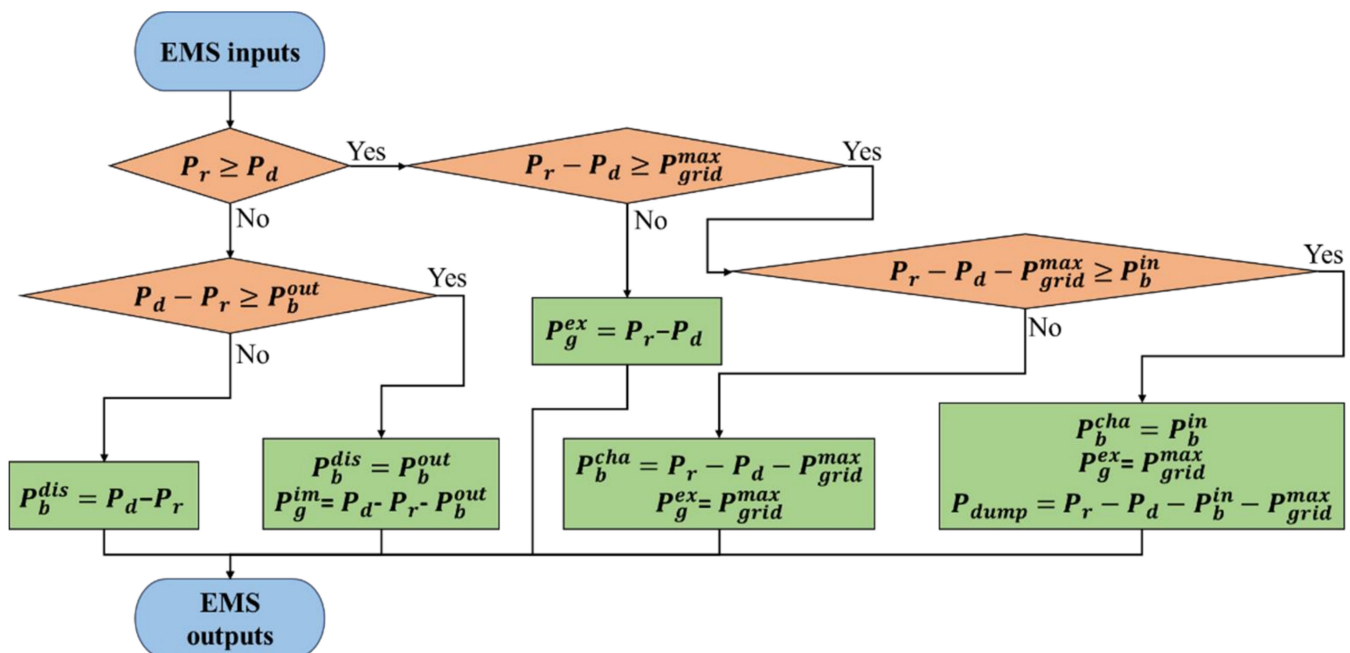 EMS inputs
P_r ≥ P_d
Yes
No
P_r − P_d ≥ P_grid^max
Yes
No
P_r − P_d − P_grid^max ≥ P_b^in
Yes
No
P_d − P_r ≥ P_b^out
Yes
No
P_g^ex = P_r−P_d
P_b^dis = P_d−P_r
P_b^dis = P_b^out
P_g^im= P_d- P_r- P_b^out
P_b^cha = P_r − P_d − P_grid^max
P_g^ex= P_grid^max
P_b^cha = P_b^in
P_g^ex= P_grid^max
P_dump = P_r − P_d − P_b^in − P_grid^max
EMS
outputs